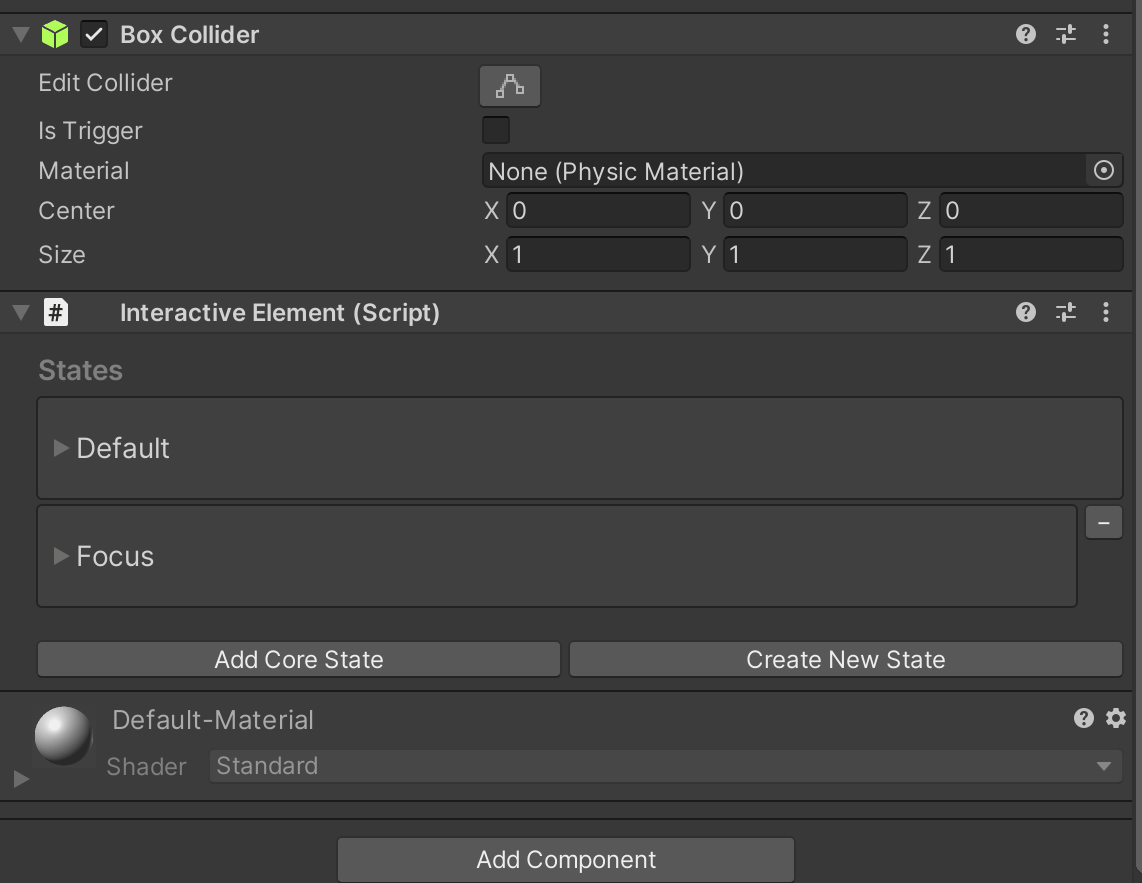 Box Collider
Edit Collider
Is Trigger
Material None (Physic Material)
Center X 0 Y 0 Z 0
Size X 1 Y 1 Z 1
# Interactive Element (Script)
States
Default
Focus
−
Add Core State Create New State
Default-Material
Shader Standard
Add Component